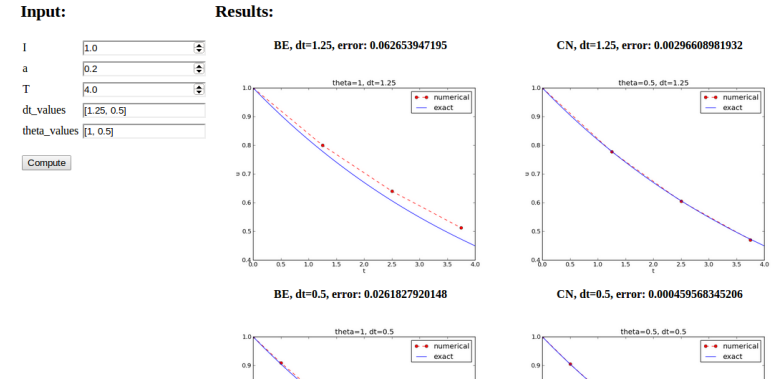 Input:
Results:
I 1.0
a 0.2
T 4.0
dt_values [1.25, 0.5]
theta_values [1, 0.5]
Compute
BE, dt=1.25, error: 0.062653947195
theta=1, dt=1.25
numerical
exact
1.0
0.9
0.8
u 0.7
0.6
0.5
0.4
0.0 0.5 1.0 1.5 2.0 2.5 3.0 3.5 4.0
t
CN, dt=1.25, error: 0.00296608981932
theta=0.5, dt=1.25
numerical
exact
1.0
0.9
0.8
u 0.7
0.6
0.5
0.4
0.0 0.5 1.0 1.5 2.0 2.5 3.0 3.5 4.0
t
BE, dt=0.5, error: 0.0261827920148
theta=1, dt=0.5
numerical
exact
1.0
0.9
CN, dt=0.5, error: 0.000459568345206
theta=0.5, dt=0.5
numerical
exact
1.0
0.9